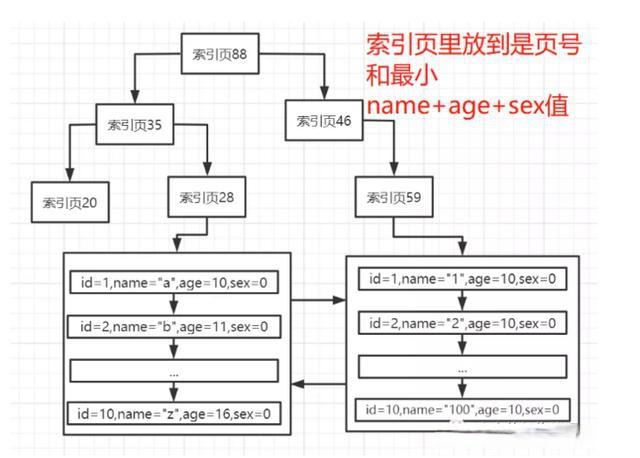 索引页88
索引页里放到是页号
和最小
name+age+sex值
索引页35
索引页46
索引页20
索引页28
索引页59
id=1,name="a",age=10,sex=0
id=2,name="b",age=11,sex=0
...
id=10,name="z",age=16,sex=0
id=1,name="1",age=10,sex=0
id=2,name="2",age=10,sex=0
...
id=10,name="100",age=10,sex=0